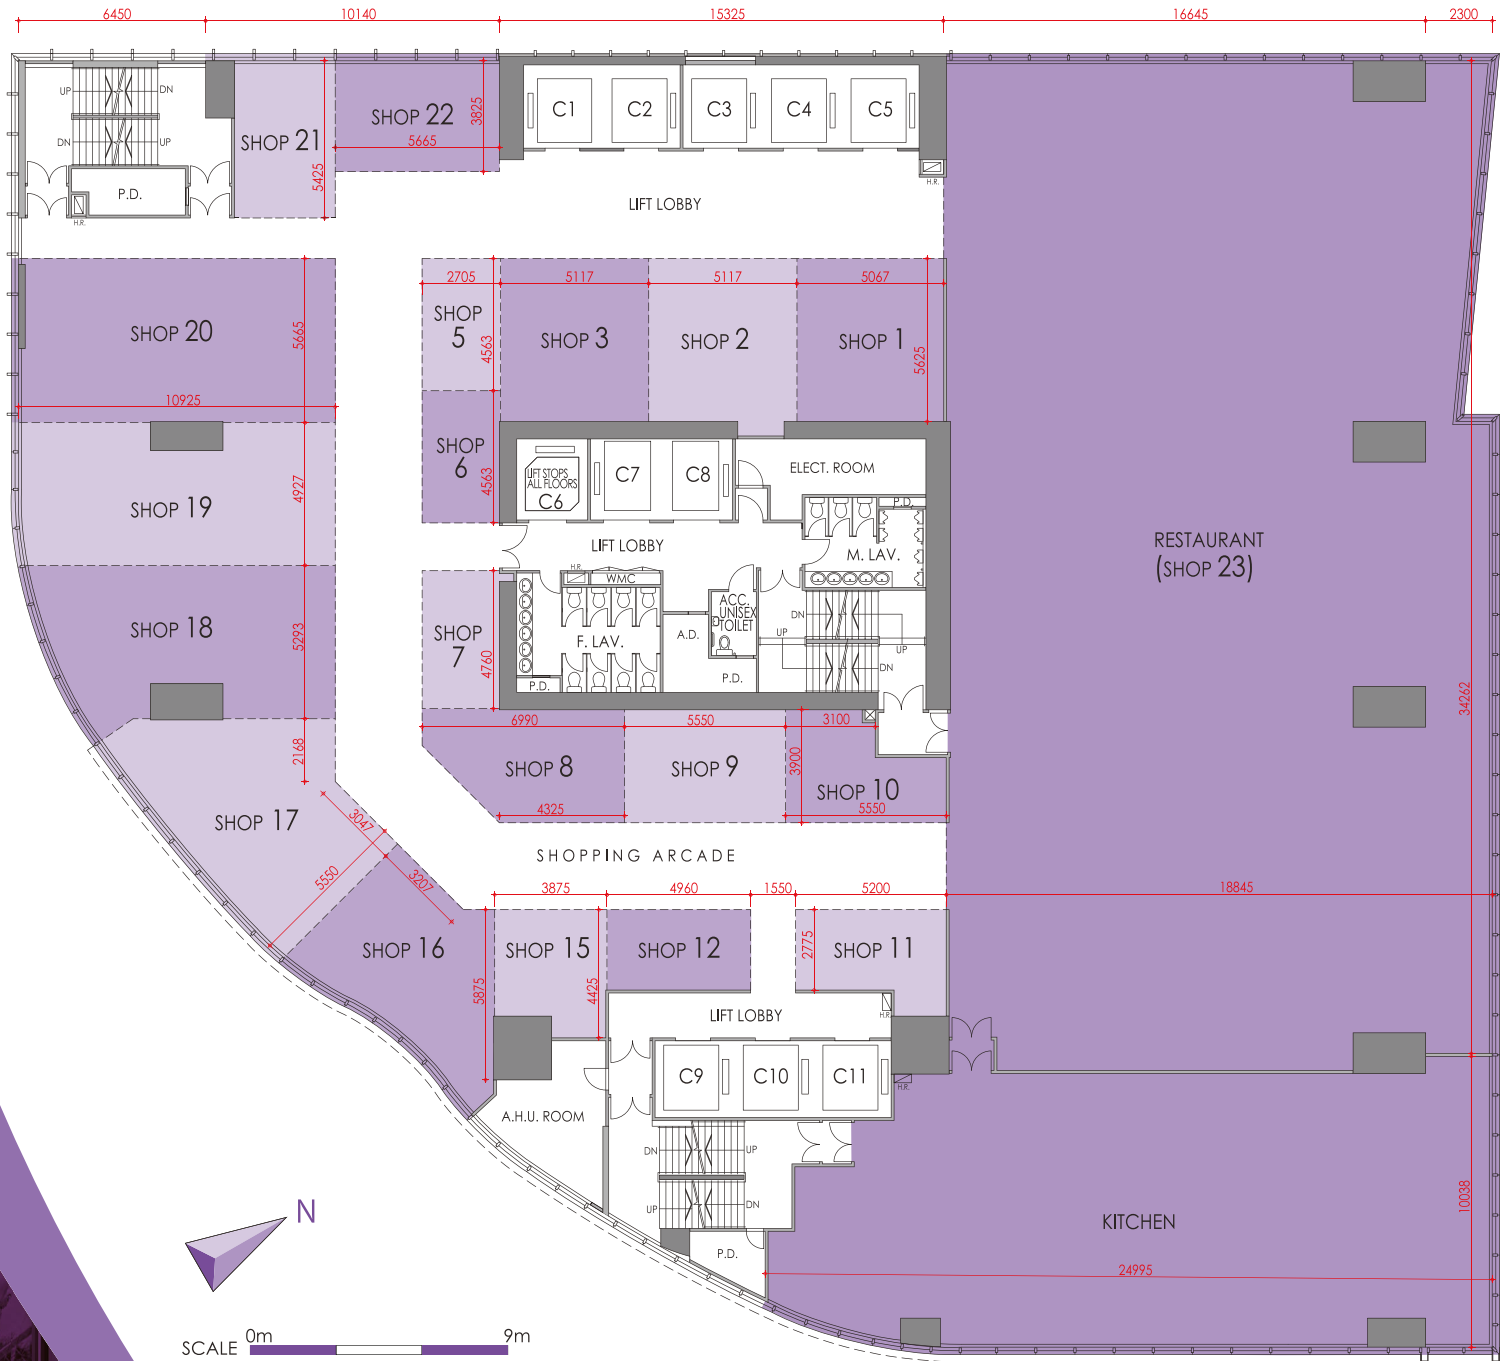 6450 10140 15325 16645 2300
UP DN
DN UP
P.D.
H.R.
SHOP 21
5425
SHOP 22
3825
5665
C1 C2 C3 C4 C5
H.R.
LIFT LOBBY
2705 5117 5117 5067
SHOP 20
5665
10925
SHOP
5
4563
SHOP 3
SHOP 2
SHOP 1
5625
SHOP
6
4563
SHOP 19
4927
LIFT STOPS
ALL FLOORS
C6
C7
C8
ELECT. ROOM
P.D.
M. LAV.
LIFT LOBBY
H.R.
WMC
RESTAURANT
(SHOP 23)
SHOP 18
5293
SHOP
7
4760
F. LAV.
P.D.
A.D.
ACC.
UNISEX
TOILET
P.D.
DN
UP
UP
DN
34262
6990 5550 3100
2168
SHOP 8
SHOP 9
3900
SHOP 10
4325
5550
SHOP 17
3047
5550
3207
SHOPPING ARCADE
3875 4960 1550 5200 18845
SHOP 16
5875
SHOP 15
4425
SHOP 12
2775
SHOP 11
LIFT LOBBY
H.R.
C9 C10 C11
H.R.
A.H.U. ROOM
DN UP
UP DN
P.D.
KITCHEN
10038
24995
N
SCALE 0m 9m